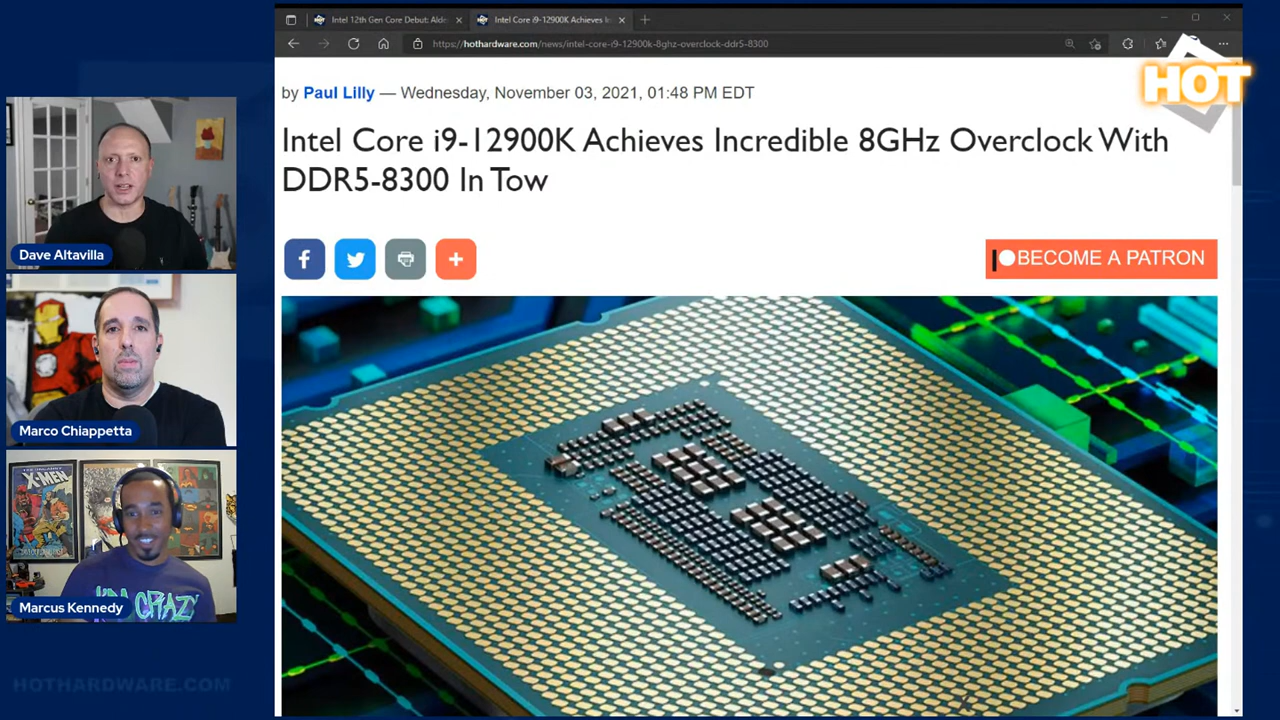 Intel 12th Gen Core Debut: Alde
Intel Core i9-12900K Achieves In
https://hothardware.com/news/intel-core-i9-12900k-8ghz-overclock-ddr5-8300
HOT
by Paul Lilly — Wednesday, November 03, 2021, 01:48 PM EDT
Intel Core i9-12900K Achieves Incredible 8GHz Overclock With
DDR5-8300 In Tow
BECOME A PATRON
Dave Altavilla
Marco Chiappetta
X-MEN
CRAZY
Marcus Kennedy
HOTHARDWARE.COM